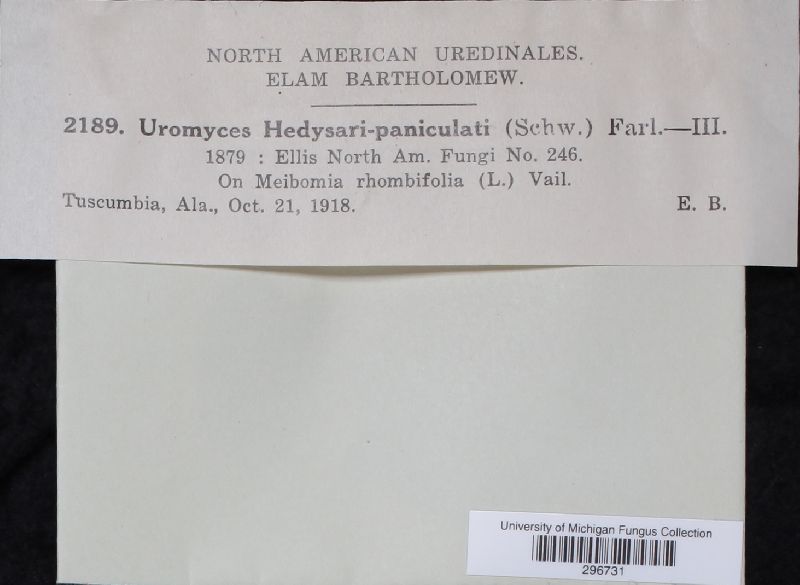 NORTH AMERICAN UREDINALES.
ELAM BARTHOLOMEW.
2189. Uromyces Hedysari-paniculati (Schw.) Farl.—III.
1879 : Ellis North Am. Fungi No. 246.
On Meibomia rhombifolia (L.) Vail.
Tuscumbia, Ala., Oct. 21, 1918. E. B.
University of Michigan Fungus Collection
296731